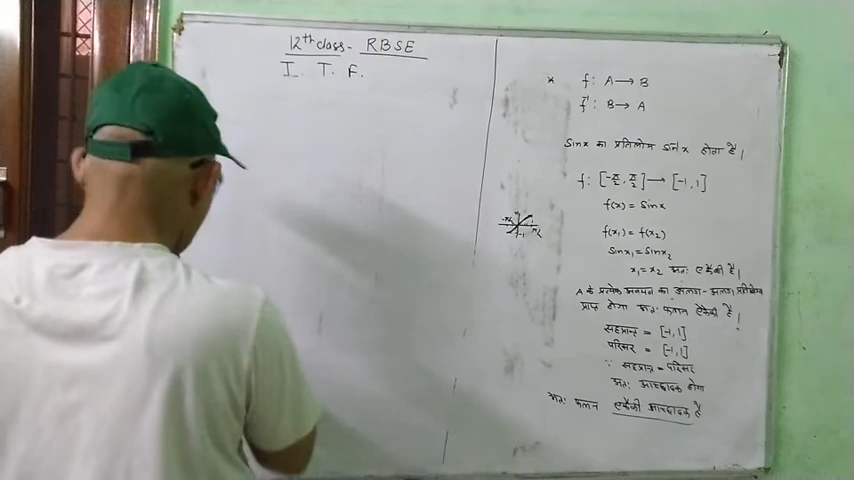 12th class - RBSE
I. T. F.
* f: A → B
f⁻¹: B → A
Sinx का प्रतिलोम sin⁻¹x होता है।
f: [-π/2, π/2] → [-1, 1]
f(x) = Sinx
f(x₁) = f(x₂)
Sinx₁ = Sinx₂
x₁ = x₂ अतः एकैकी है।
A के प्रत्येक अवयव का अलग-अलग प्रतिबिम्ब
प्राप्त होगा अतः फलन एकैकी है।
सहप्रान्त = [-1, 1]
परिसर = [-1, 1]
∵ सहप्रान्त = परिसर
अतः आच्छादक होगा
अतः फलन एकैकी आच्छादक है